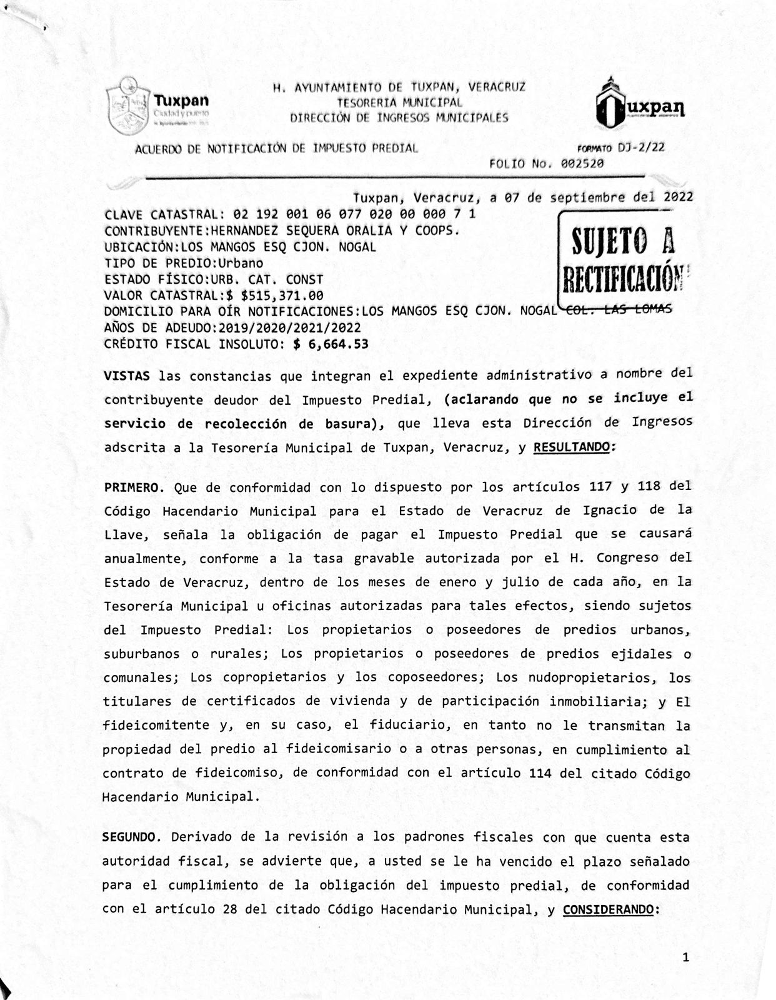 Tuxpan
Ciudad y puerto
H. AYUNTAMIENTO DE TUXPAN, VERACRUZ
TESORERIA MUNICIPAL
DIRECCIÓN DE INGRESOS MUNICIPALES
Tuxpan
ACUERDO DE NOTIFICACIÓN DE IMPUESTO PREDIAL
FORMATO DJ-2/22
FOLIO No. 002520
Tuxpan, Veracruz, a 07 de septiembre del 2022
CLAVE CATASTRAL: 02 192 001 06 077 020 00 000 7 1
CONTRIBUYENTE:HERNANDEZ SEQUERA ORALIA Y COOPS.
UBICACIÓN:LOS MANGOS ESQ CJON. NOGAL
TIPO DE PREDIO:Urbano
ESTADO FÍSICO:URB. CAT. CONST
VALOR CATASTRAL:$ $515,371.00
SUJETO A
RECTIFICACIÓN
DOMICILIO PARA OÍR NOTIFICACIONES:LOS MANGOS ESQ CJON. NOGAL COL. LAS LOMAS
AÑOS DE ADEUDO:2019/2020/2021/2022
CRÉDITO FISCAL INSOLUTO: $ 6,664.53
VISTAS las constancias que integran el expediente administrativo a nombre del
contribuyente deudor del Impuesto Predial, (aclarando que no se incluye el
servicio de recolección de basura), que lleva esta Dirección de Ingresos
adscrita a la Tesorería Municipal de Tuxpan, Veracruz, y RESULTANDO:
PRIMERO. Que de conformidad con lo dispuesto por los artículos 117 y 118 del
Código Hacendario Municipal para el Estado de Veracruz de Ignacio de la
Llave, señala la obligación de pagar el Impuesto Predial que se causará
anualmente, conforme a la tasa gravable autorizada por el H. Congreso del
Estado de Veracruz, dentro de los meses de enero y julio de cada año, en la
Tesorería Municipal u oficinas autorizadas para tales efectos, siendo sujetos
del Impuesto Predial: Los propietarios o poseedores de predios urbanos,
suburbanos o rurales; Los propietarios o poseedores de predios ejidales o
comunales; Los copropietarios y los coposeedores; Los nudopropietarios, los
titulares de certificados de vivienda y de participación inmobiliaria; y El
fideicomitente y, en su caso, el fiduciario, en tanto no le transmitan la
propiedad del predio al fideicomisario o a otras personas, en cumplimiento al
contrato de fideicomiso, de conformidad con el artículo 114 del citado Código
Hacendario Municipal.
SEGUNDO. Derivado de la revisión a los padrones fiscales con que cuenta esta
autoridad fiscal, se advierte que, a usted se le ha vencido el plazo señalado
para el cumplimiento de la obligación del impuesto predial, de conformidad
con el artículo 28 del citado Código Hacendario Municipal, y CONSIDERANDO:
1